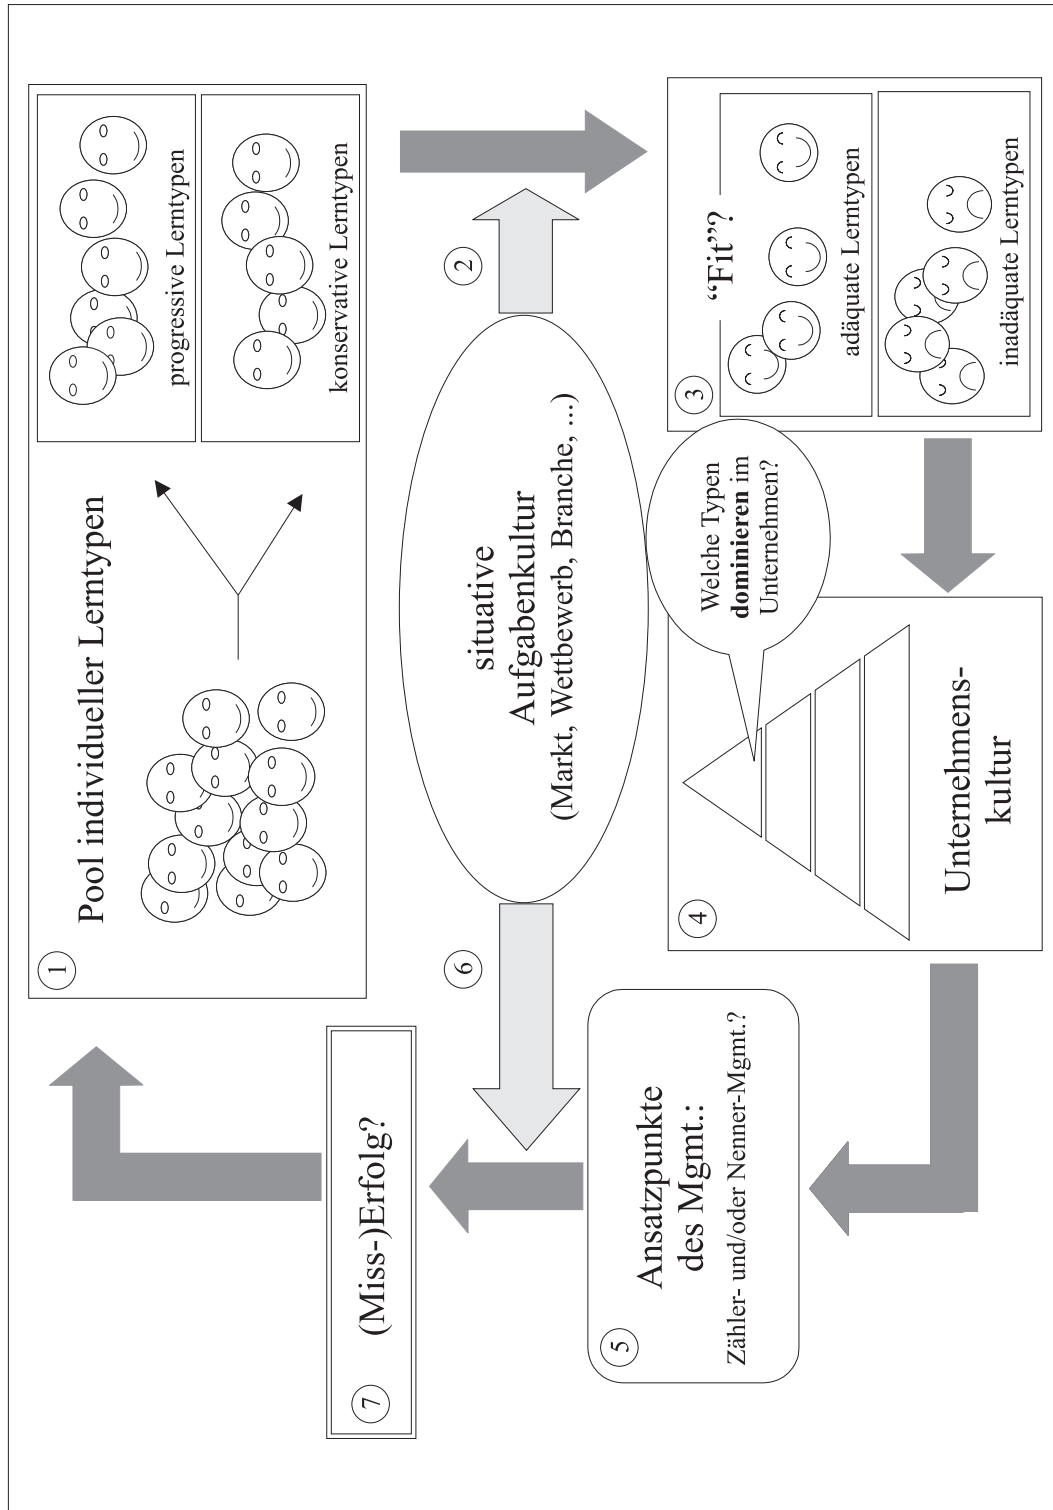 1
Pool individueller Lerntypen
progressive Lerntypen
konservative Lerntypen
2
situative
Aufgabenkultur
(Markt, Wettbewerb, Branche, ...)
3
“Fit”?
adäquate Lerntypen
inadäquate Lerntypen
Welche Typen
dominieren im
Unternehmen?
4
Unternehmens-
kultur
5
Ansatzpunkte
des Mgmt.:
Zähler- und/oder Nenner-Mgmt.?
6
7
(Miss-)Erfolg?